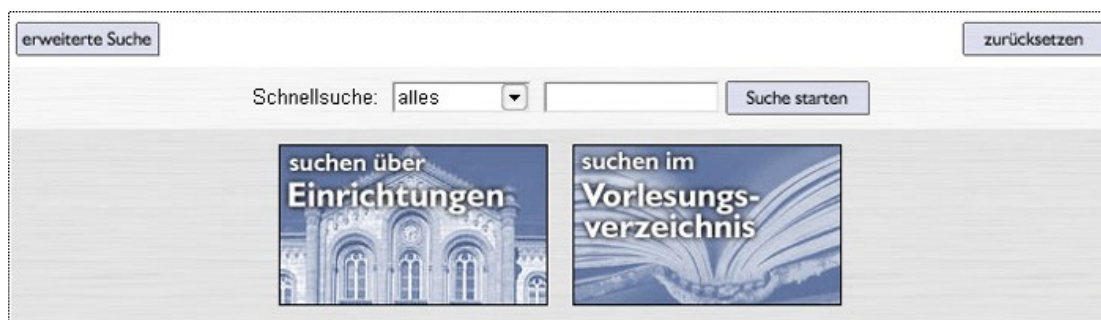 erweiterte Suche zurücksetzen
Schnellsuche: alles Suche starten
suchen über
Einrichtungen
suchen im
Vorlesungs-
verzeichnis